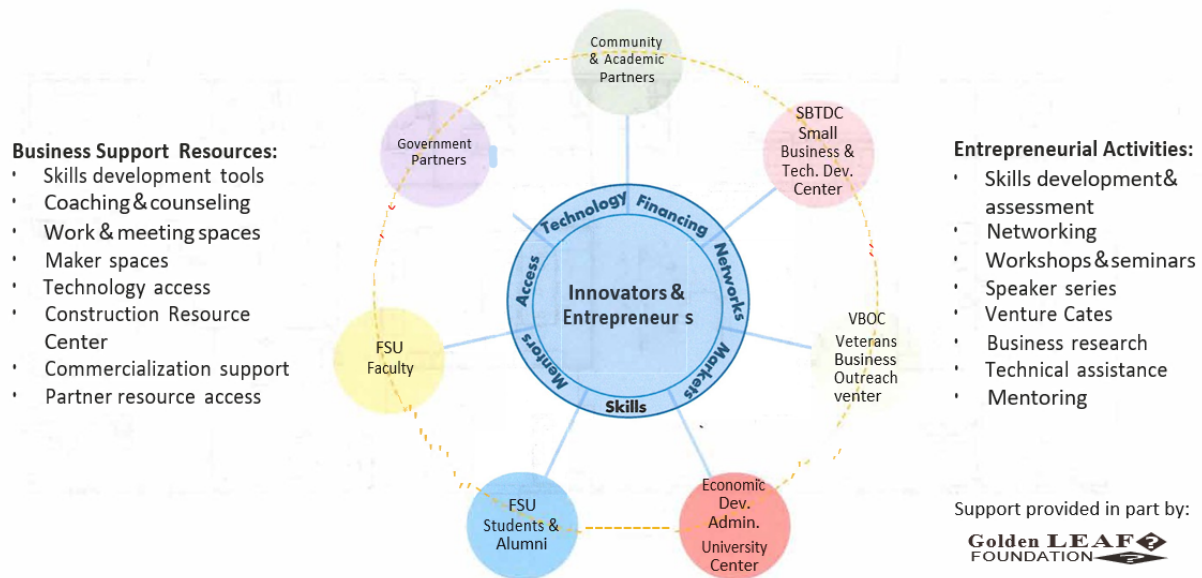 Business Support Resources:
• Skills development tools
• Coaching & counseling
• Work & meeting spaces
• Maker spaces
• Technology access
• Construction Resource
Center
• Commercialization support
• Partner resource access
Community
& Academic
Partners
Government
Partners
SBTDC
Small
Business &
Tech. Dev.
Center
FSU
Faculty
VBOC
Veterans
Business
Outreach
venter
FSU
Students &
Alumni
Economic
Dev.
Admin.
University
Center
Mentors
Access
Technology
Financing
Networks
Markets
Skills
Innovators &
Entrepreneur s
Entrepreneurial Activities:
• Skills development &
assessment
• Networking
• Workshops & seminars
• Speaker series
• Venture Cates
• Business research
• Technical assistance
• Mentoring
Support provided in part by:
Golden LEAF
FOUNDATION